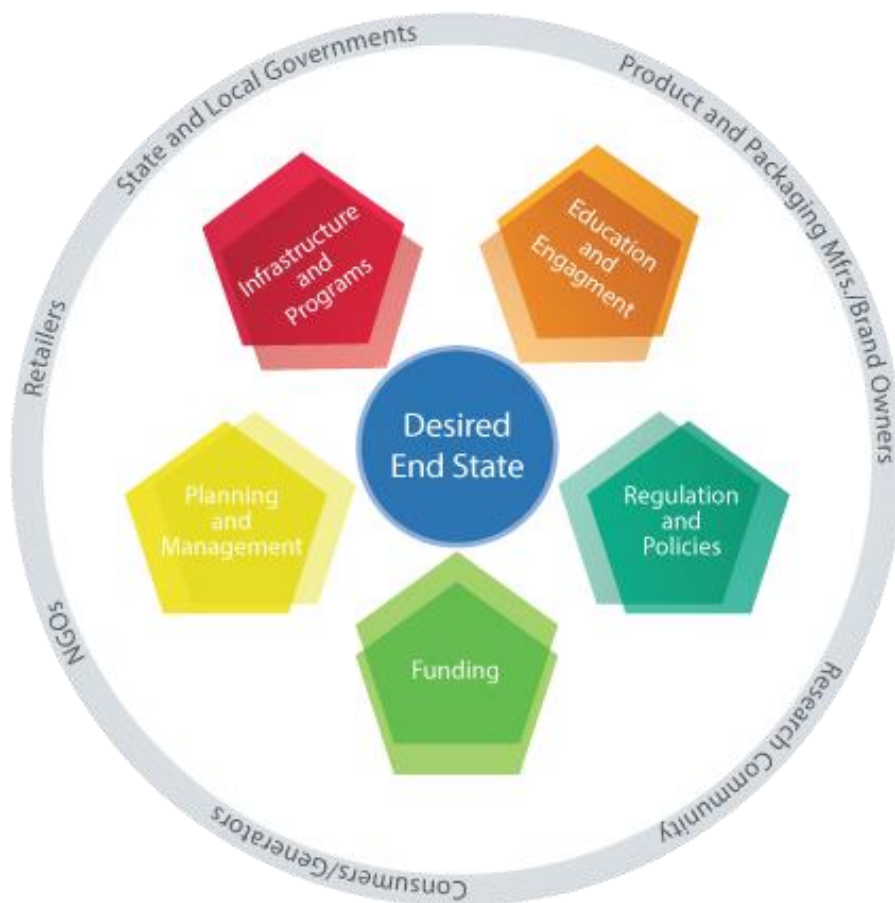 State and Local Governments
Product and Packaging Mfrs./Brand Owners
Infrastructure
and
Programs
Education
and
Engagment
Retailers
Desired
End State
Planning
and
Management
Regulation
and
Policies
NGOs
Funding
Research Community
Consumers/Generators